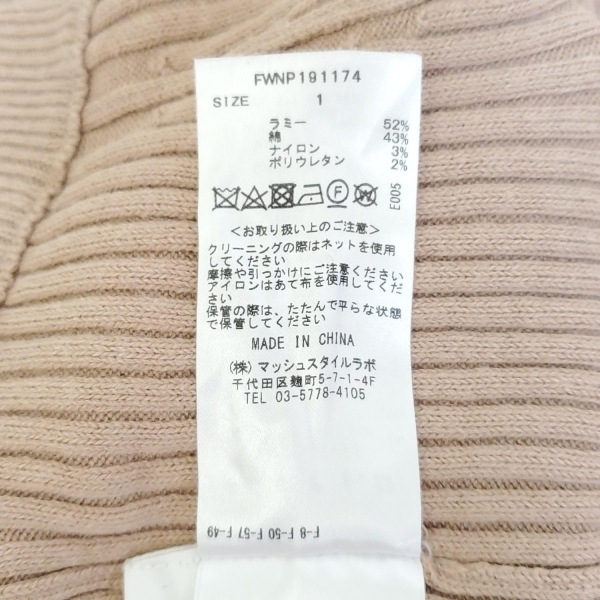 FWNP191174
SIZE 1
ラミー 52%
綿 43%
ナイロン 3%
ポリウレタン 2%
F
E005
<お取り扱い上のご注意>
クリーニングの際はネットを使用
してください
摩擦や引っかけにご注意ください
アイロンはあて布を使用してくださ
い
保管の際は、たたんで平らな状態
で保管してください
MADE IN CHINA
(株) マッシュスタイルラボ
千代田区麹町5-7-1-4F
TEL 03-5778-4105
F-8 F-50 F-57 F-49